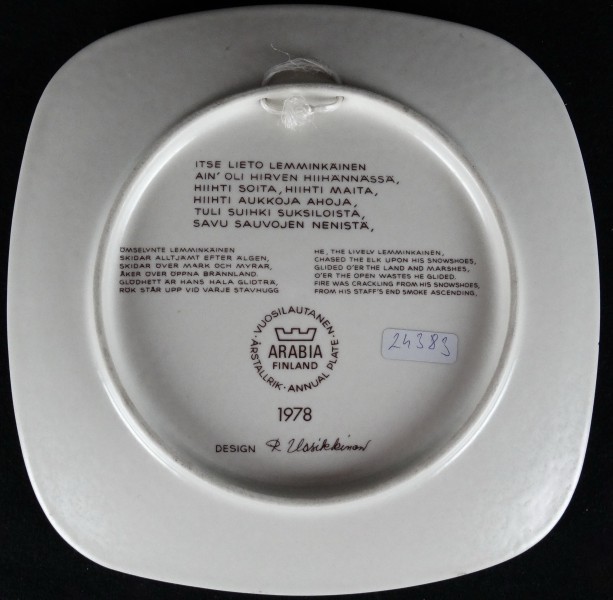 ITSE LIETO LEMMINKÄINEN
AIN' OLI HIRVEN HIIHÄNNÄSSÄ,
HIIHTI SOITA, HIIHTI MAITA,
HIIHTI AUKKOJA AHOJA,
TULI SUIHKI SUKSILOISTA,
SAVU SAUVOJEN NENISTÄ,
OMSELYNTE LEMMINKÄINEN
SKIDAR ALLTJÄMT EFTER ÄLGEN,
SKIDAR ÖVER MARK OCH MYRAR,
ÅKER ÖVER ÖPPNA BRÄNNLAND.
GLÖDHETT ÄR HANS HALA GLIDTRÄ,
RÖK STÅR UPP VID VARJE STAVHUGG
HE, THE LIVELY LEMMINKAINEN,
CHASED THE ELK UPON HIS SNOWSHOES,
GLIDED O'ER THE LAND AND MARSHES,
O'ER THE OPEN WASTES HE GLIDED.
FIRE WAS CRACKLING FROM HIS SNOWSHOES,
FROM HIS STAFF'S END SMOKE ASCENDING,
· VUOSILAUTANEN ·
ARABIA
FINLAND
ÅRSTALLRIK · ANNUAL PLATE
24383
1978
DESIGN R. Uosikkinen